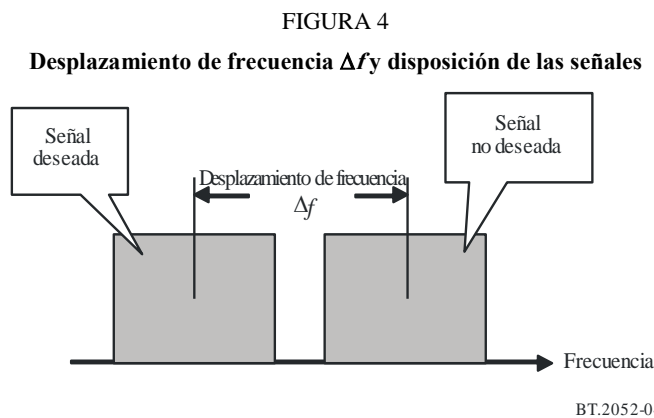 FIGURA 4
Desplazamiento de frecuencia Δf y disposición de las señales
Señal
deseada
Señal
no deseada
Desplazamiento de frecuencia
Δf
Frecuencia
BT.2052-0